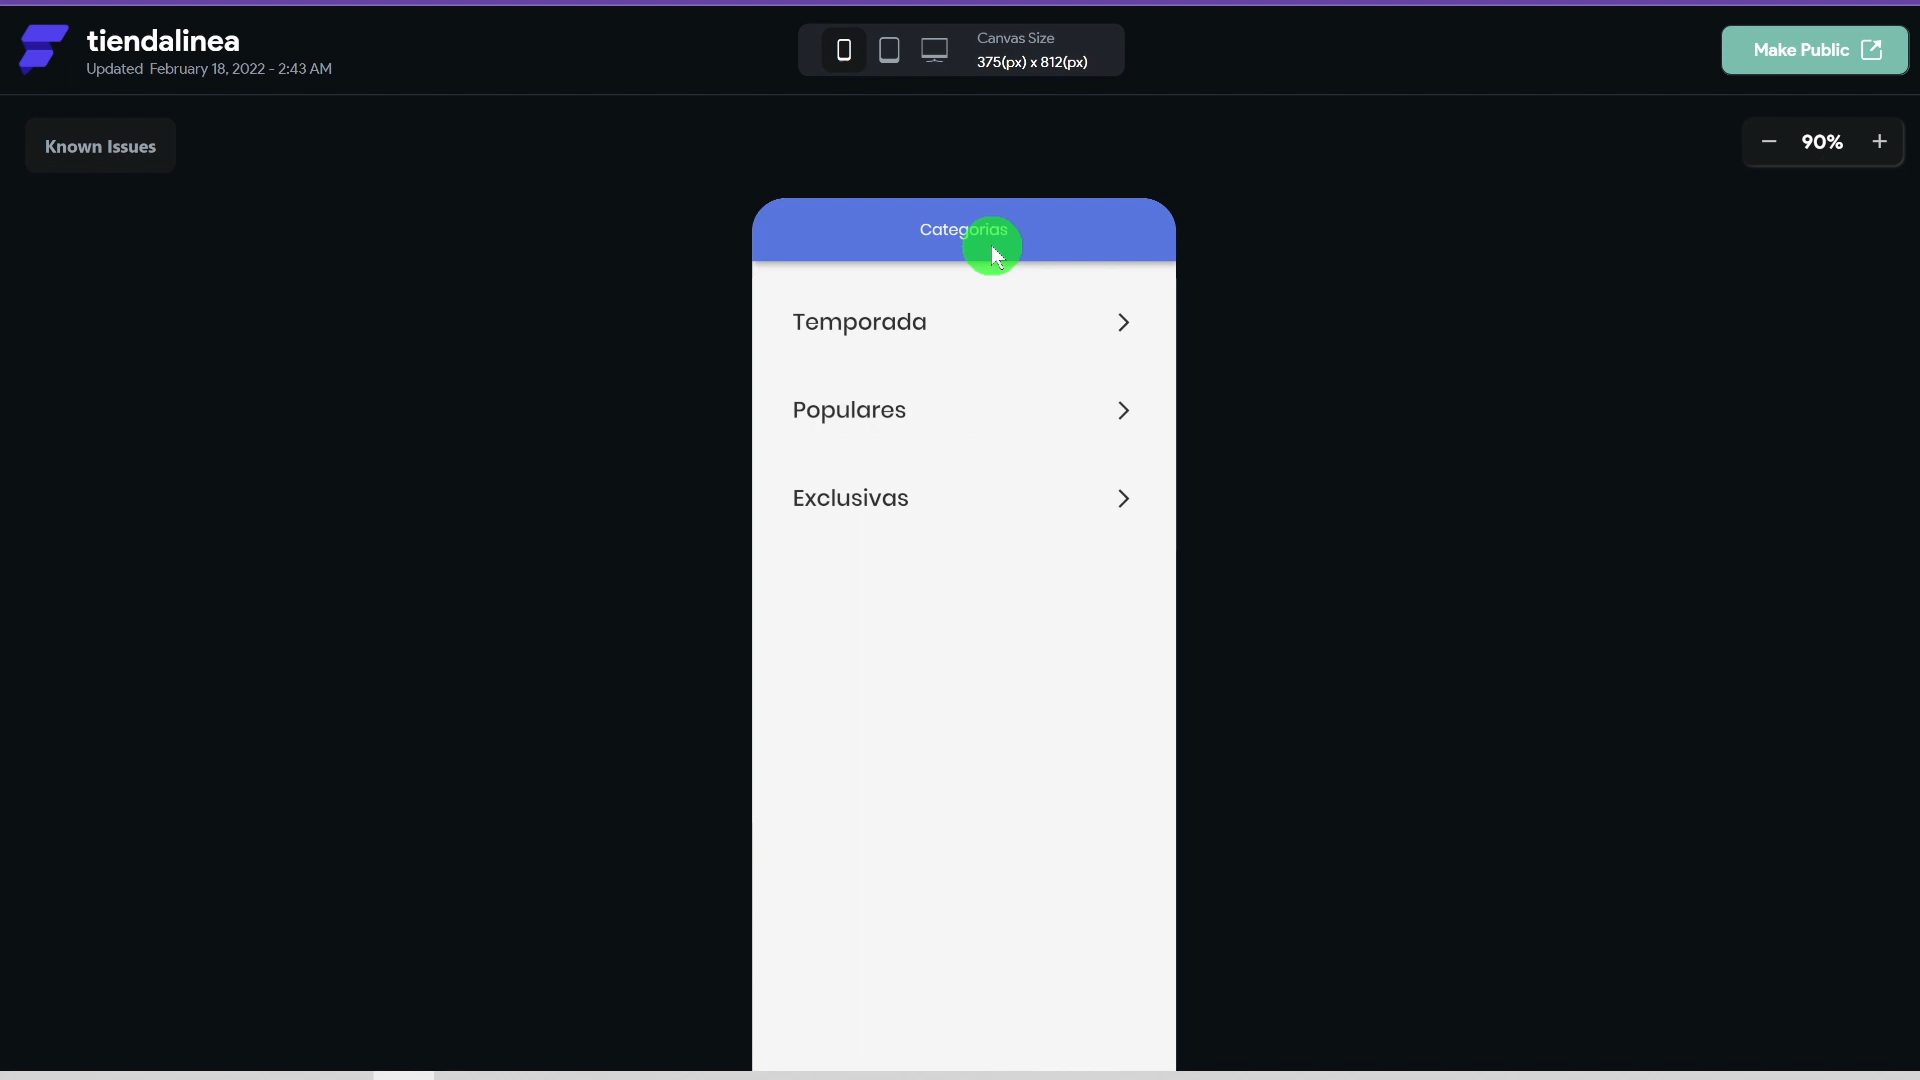 tiendalinea
Updated February 18, 2022 - 2:43 AM
Canvas Size
375(px) x 812(px)
Make Public
Known Issues
90%
Categorias
Temporada
Populares
Exclusivas